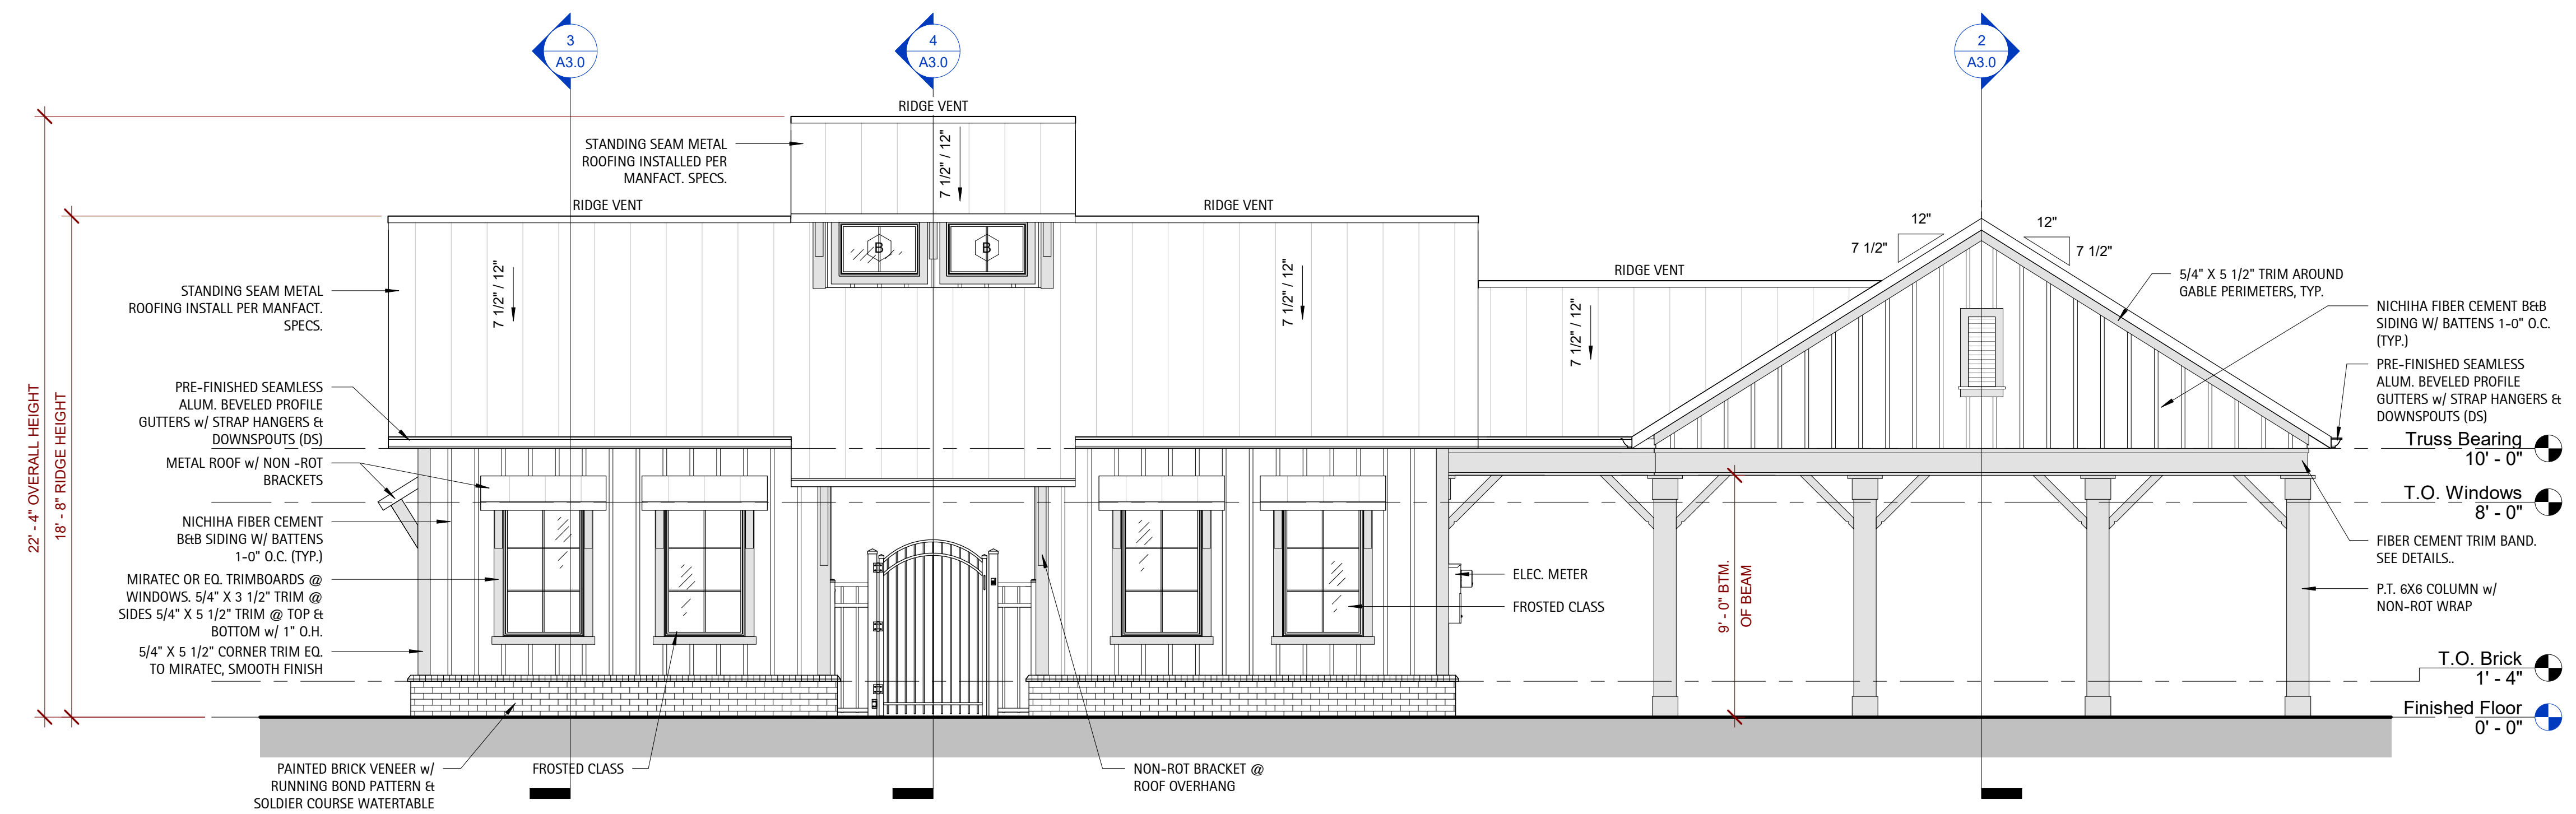 3
A3.0
4
A3.0
2
A3.0
RIDGE VENT
STANDING SEAM METAL
ROOFING INSTALLED PER
MANFACT. SPECS.
7 1/2" / 12"
RIDGE VENT
RIDGE VENT
B
B
12"
7 1/2"
12"
7 1/2"
RIDGE VENT
7 1/2" / 12"
7 1/2" / 12"
7 1/2" / 12"
STANDING SEAM METAL
ROOFING INSTALL PER MANFACT.
SPECS.
PRE-FINISHED SEAMLESS
ALUM. BEVELED PROFILE
GUTTERS w/ STRAP HANGERS &
DOWNSPOUTS (DS)
METAL ROOF w/ NON -ROT
BRACKETS
NICHIHA FIBER CEMENT
B&B SIDING W/ BATTENS
1-0" O.C. (TYP.)
MIRATEC OR EQ. TRIMBOARDS @
WINDOWS. 5/4" X 3 1/2" TRIM @
SIDES 5/4" X 5 1/2" TRIM @ TOP &
BOTTOM w/ 1" O.H.
5/4" X 5 1/2" CORNER TRIM EQ.
TO MIRATEC, SMOOTH FINISH
22' - 4" OVERALL HEIGHT
18' - 8" RIDGE HEIGHT
PAINTED BRICK VENEER w/
RUNNING BOND PATTERN &
SOLDIER COURSE WATERTABLE
FROSTED CLASS
NON-ROT BRACKET @
ROOF OVERHANG
ELEC. METER
FROSTED CLASS
9' - 0" BTM.
OF BEAM
5/4" X 5 1/2" TRIM AROUND
GABLE PERIMETERS, TYP.
NICHIHA FIBER CEMENT B&B
SIDING W/ BATTENS 1-0" O.C.
(TYP.)
PRE-FINISHED SEAMLESS
ALUM. BEVELED PROFILE
GUTTERS w/ STRAP HANGERS &
DOWNSPOUTS (DS)
Truss Bearing
10' - 0"
T.O. Windows
8' - 0"
FIBER CEMENT TRIM BAND.
SEE DETAILS..
P.T. 6X6 COLUMN w/
NON-ROT WRAP
T.O. Brick
1' - 4"
Finished Floor
0' - 0"